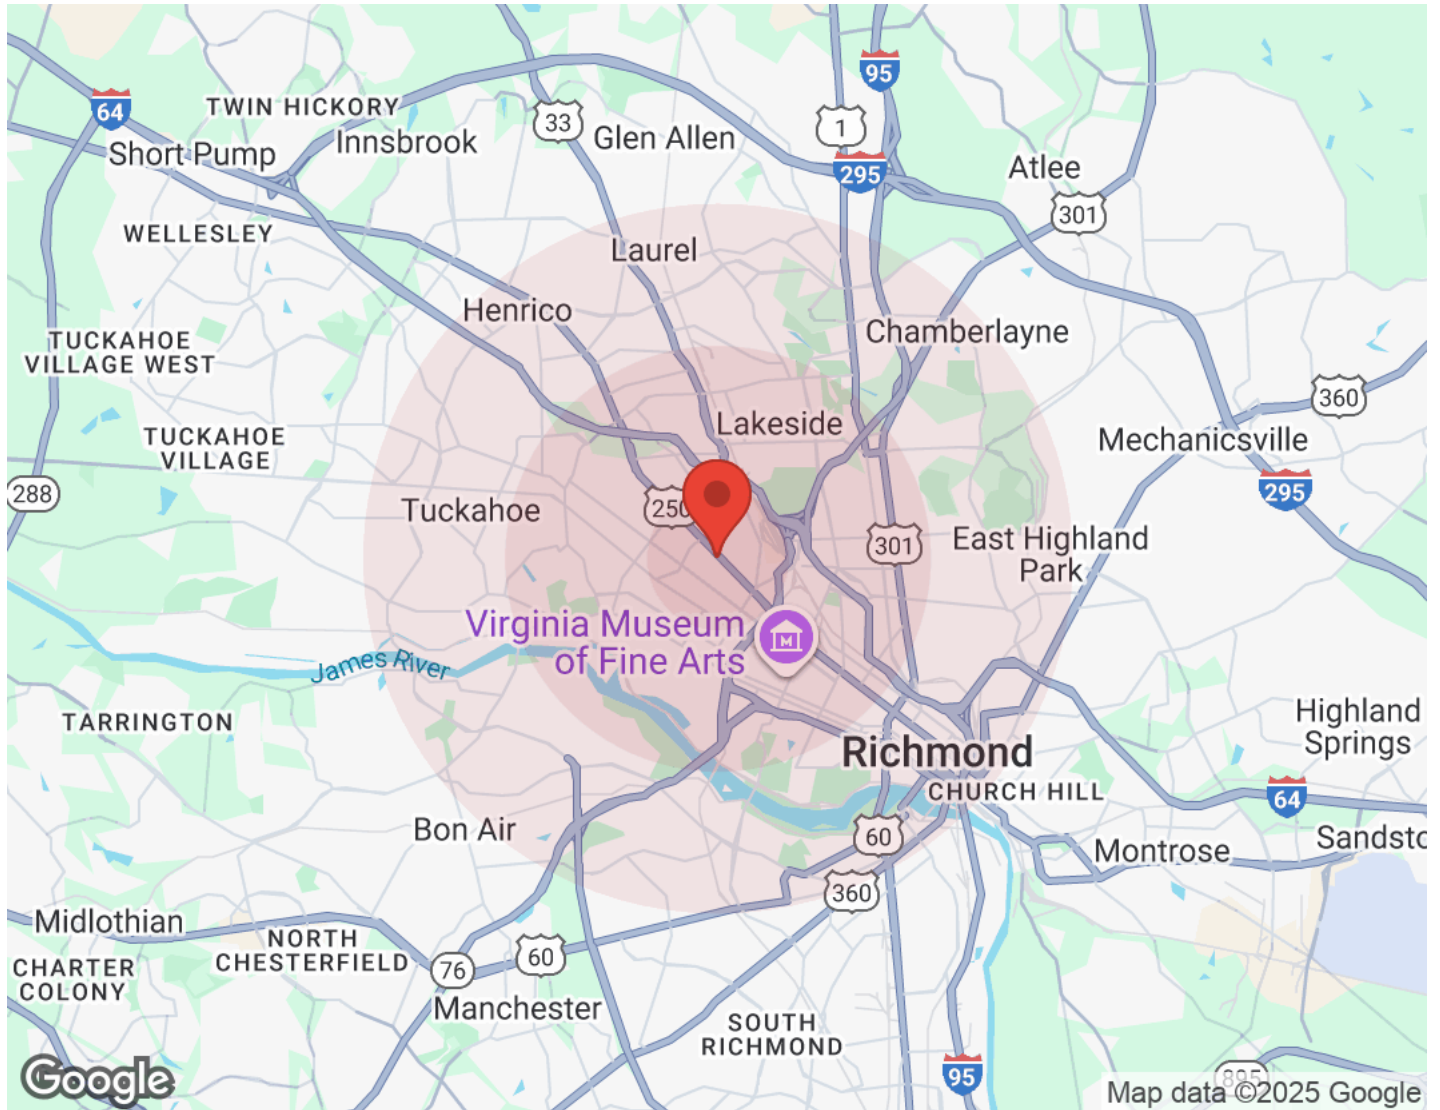 95
64
TWIN HICKORY
33
1
Innsbrook
Glen Allen
Short Pump
295
Atlee
301
WELLESLEY
Laurel
Henrico
Chamberlayne
TUCKAHOE
VILLAGE WEST
360
Lakeside
TUCKAHOE
VILLAGE
Mechanicsville
288
295
Tuckahoe
250
301
East Highland
Park
Virginia Museum
of Fine Arts
M
James River
TARRINGTON
Highland
Springs
Richmond
CHURCH HILL
64
Bon Air
60
Sandsto
Montrose
360
Midlothian
NORTH
CHESTERFIELD
60
76
CHARTER
COLONY
Manchester
SOUTH
RICHMOND
95
895
Google
Map data ©2025 Google